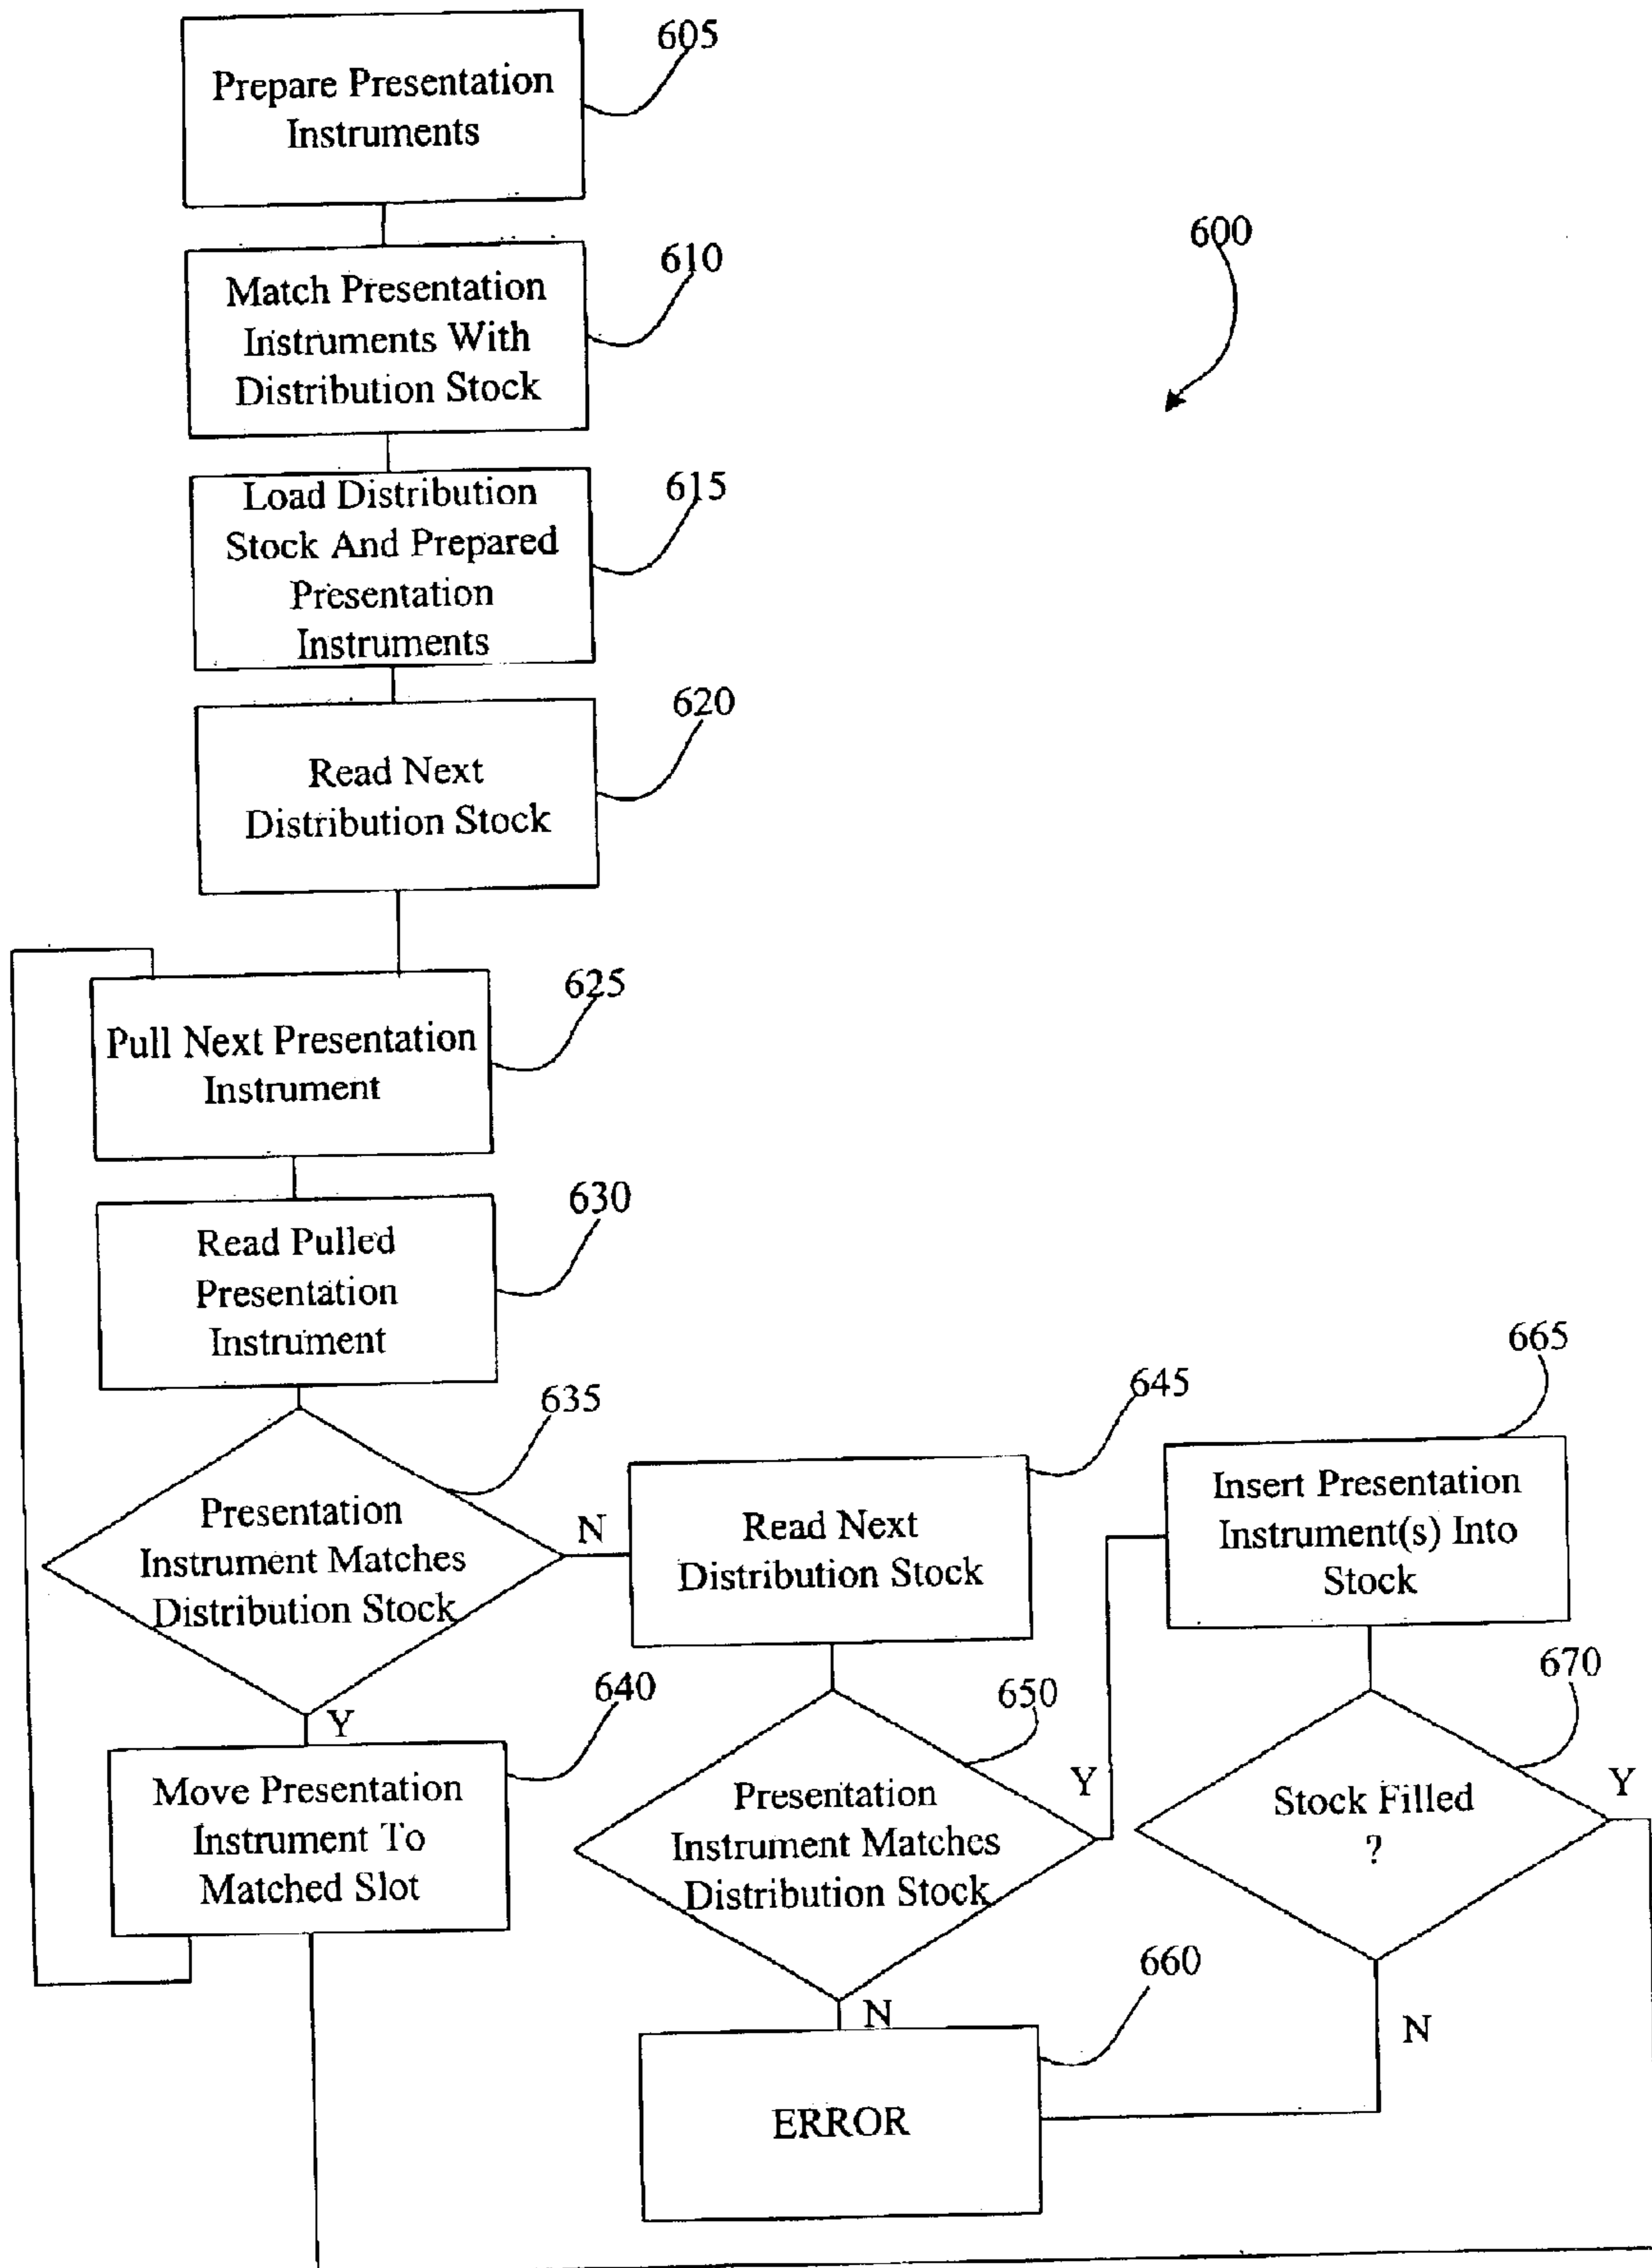 605
Prepare Presentation
Instruments
600
610
Match Presentation
Instruments With
Distribution Stock
615
Load Distribution
Stock And Prepared
Presentation
Instruments
620
Read Next
Distribution Stock
625
Pull Next Presentation
Instrument
630
Read Pulled
Presentation
Instrument
635
Presentation
Instrument Matches
Distribution Stock
N
Y
645
Read Next
Distribution Stock
665
Insert Presentation
Instrument(s) Into
Stock
640
Move Presentation
Instrument To
Matched Slot
650
Presentation
Instrument Matches
Distribution Stock
Y
N
670
Stock Filled
?
Y
N
660
ERROR